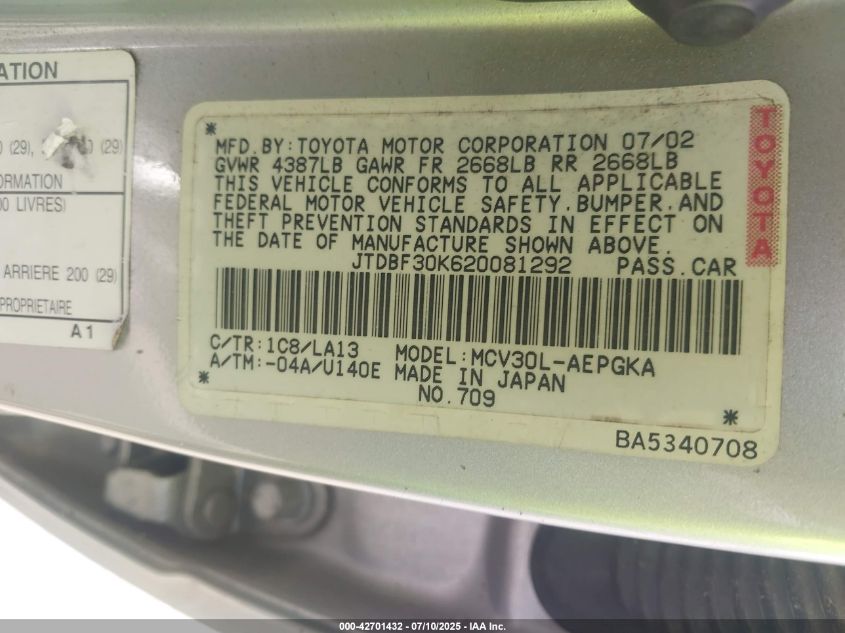 ATION
0 (29),
0 (29)
ORMATION
00 LIVRES)
ARRIERE 200 (29)
PROPRIETAIRE
A1
*
MFD.BY:TOYOTA MOTOR CORPORATION 07/02
GVWR 4387LB GAWR FR 2668LB RR 2668LB
THIS VEHICLE CONFORMS TO ALL APPLICABLE
FEDERAL MOTOR VEHICLE SAFETY.BUMPER.AND
THEFT PREVENTION STANDARDS IN EFFECT ON
THE DATE OF MANUFACTURE SHOWN ABOVE.
JTDBF30K620081292 PASS.CAR
C/TR:1C8/LA13 MODEL:MCV30L-AEPGKA
A/TM:-04A/U140E MADE IN JAPAN
* NO.709 *
BA5340708
TOYOTA
000-42701432 - 07/10/2025 - IAA Inc.